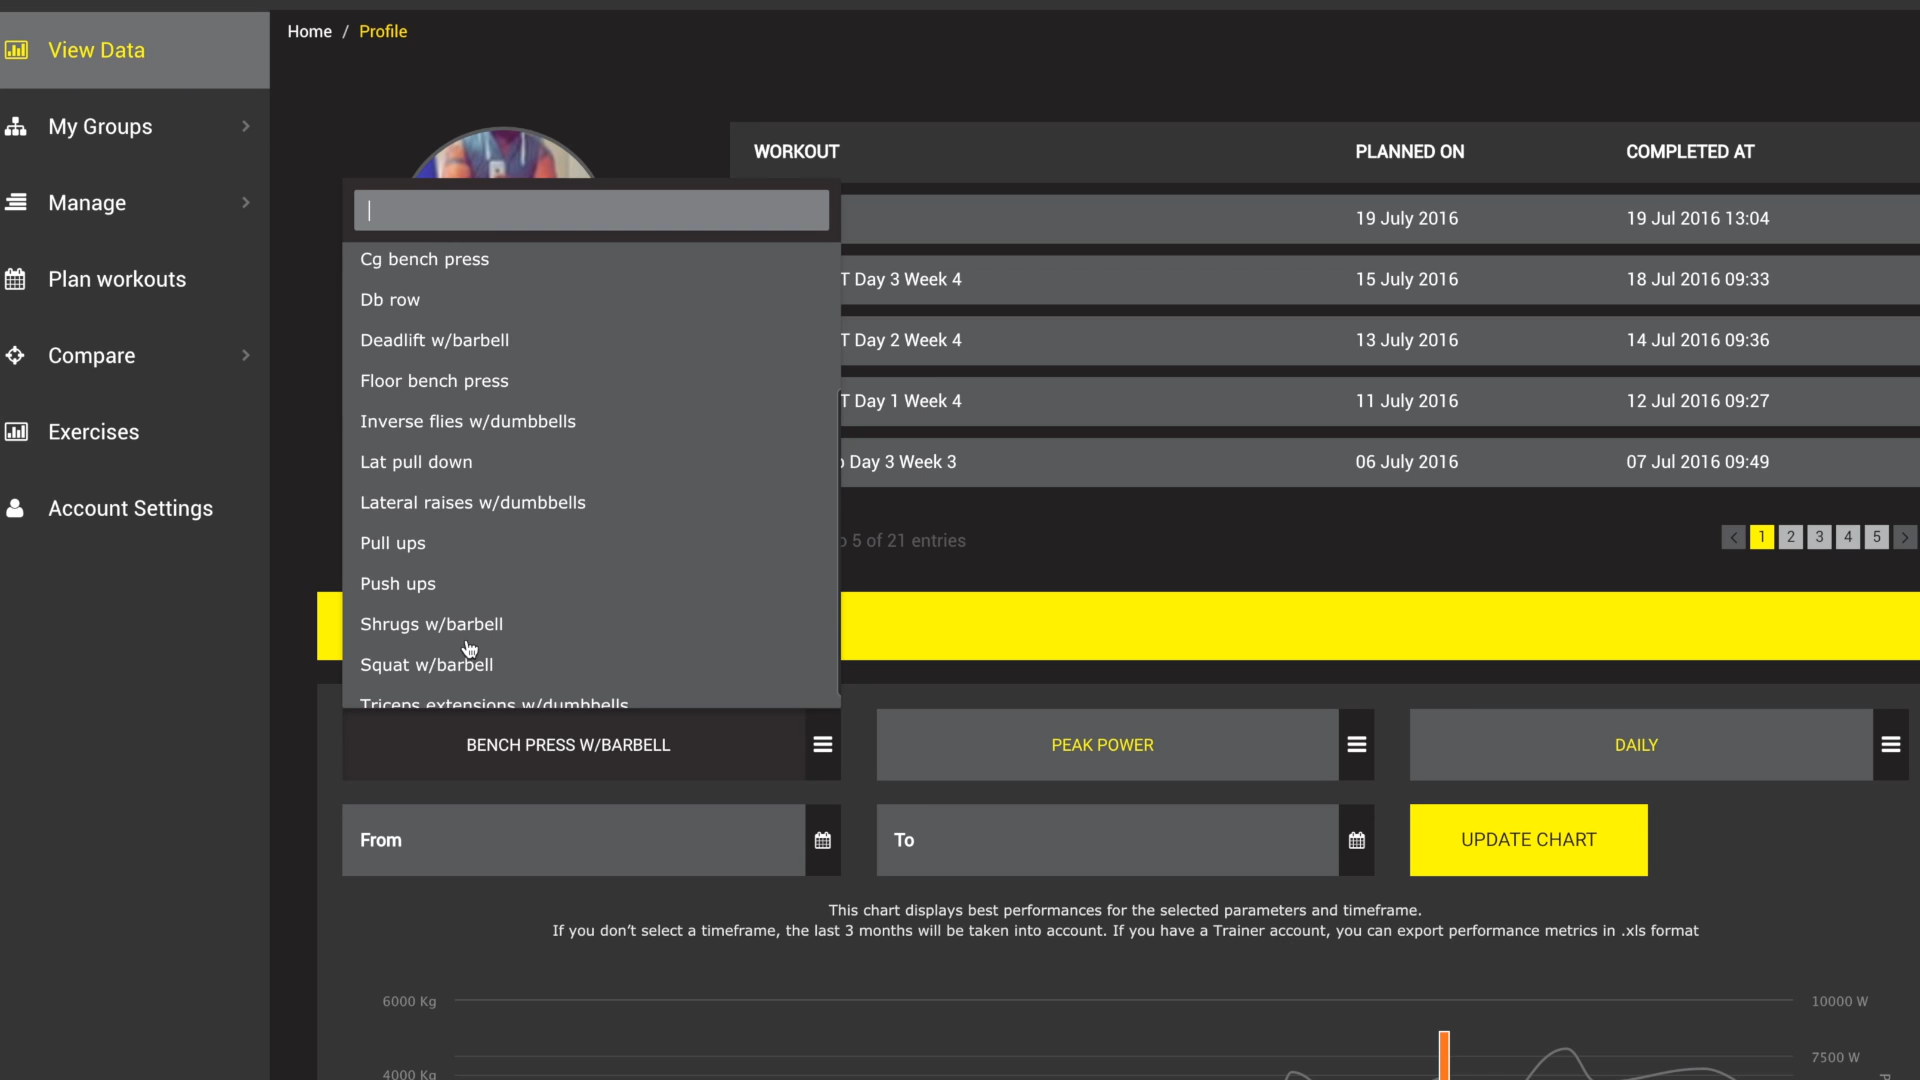 Home / Profile
View Data
My Groups
Manage
Plan workouts
Compare
Exercises
Account Settings
WORKOUT PLANNED ON COMPLETED AT
19 July 2016 19 Jul 2016 13:04
T Day 3 Week 4 15 July 2016 18 Jul 2016 09:33
T Day 2 Week 4 13 July 2016 14 Jul 2016 09:36
T Day 1 Week 4 11 July 2016 12 Jul 2016 09:27
Day 3 Week 3 06 July 2016 07 Jul 2016 09:49
5 of 21 entries
< 1 2 3 4 5 >
Cg bench press
Db row
Deadlift w/barbell
Floor bench press
Inverse flies w/dumbbells
Lat pull down
Lateral raises w/dumbbells
Pull ups
Push ups
Shrugs w/barbell
Squat w/barbell
Triceps extensions w/dumbbells
BENCH PRESS W/BARBELL PEAK POWER DAILY
From To UPDATE CHART
This chart displays best performances for the selected parameters and timeframe.
If you don't select a timeframe, the last 3 months will be taken into account. If you have a Trainer account, you can export performance metrics in .xls format
6000 Kg 10000 W
7500 W
4000 Kg